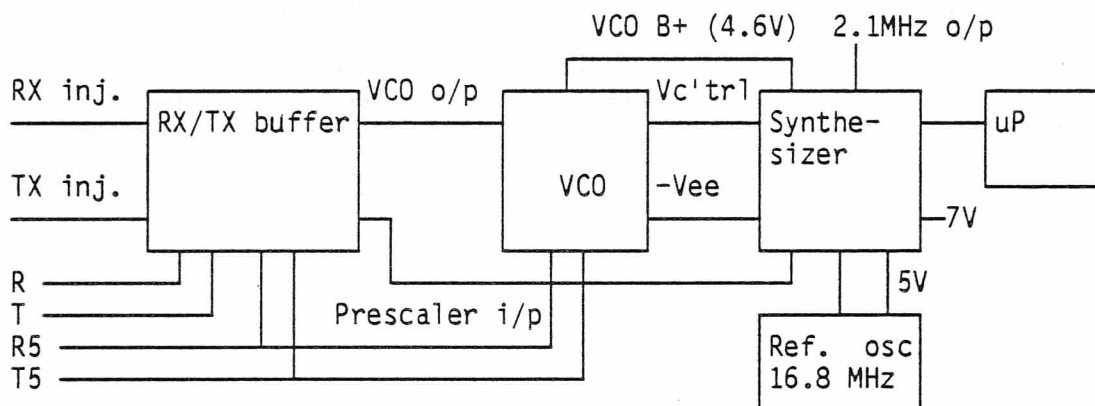 VCO B+ (4.6V)
2.1MHz o/p
RX inj.
VCO o/p
Vc'trl
RX/TX buffer
Synthe-
sizer
uP
TX inj.
VCO
-Vee
7V
R
5V
T
Prescaler i/p
R5
Ref. osc
T5
16.8 MHz